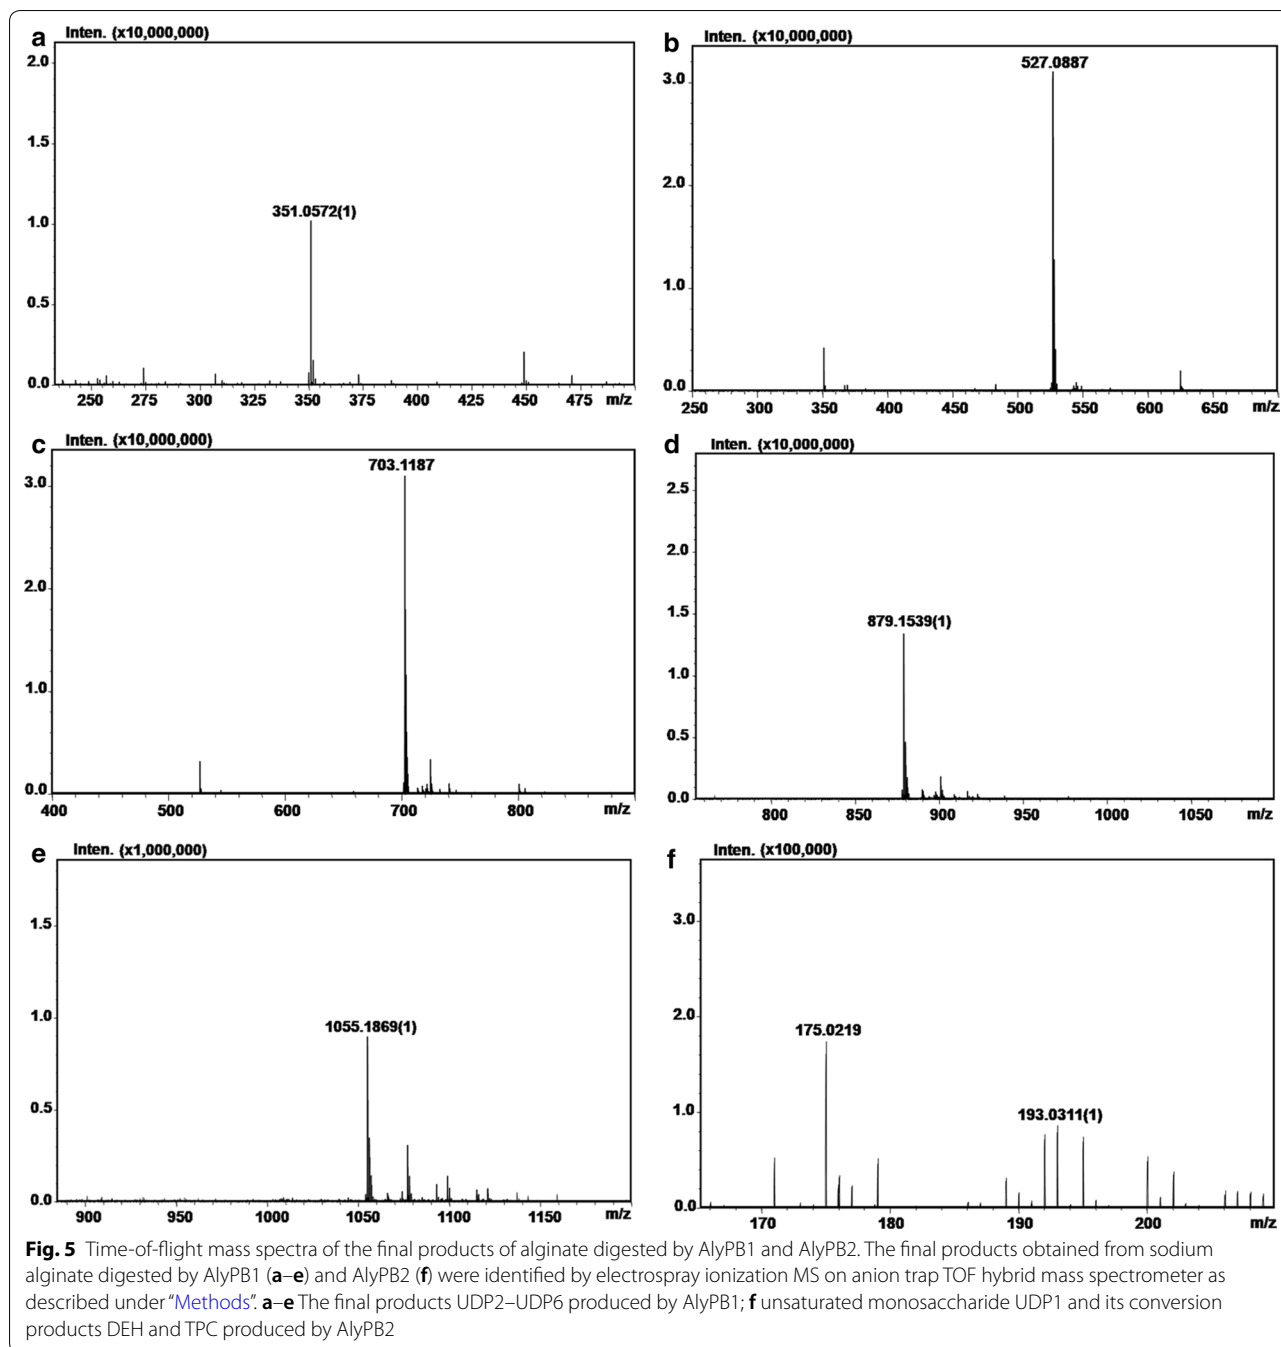 a
Inten. (x10,000,000)
2.0
1.5
351.0572(1)
1.0
0.5
0.0
250 275 300 325 350 375 400 425 450 475 m/z
b
Inten. (x10,000,000)
527.0887
3.0
2.0
1.0
0.0
250 300 350 400 450 500 550 600 650 m/z
c
Inten. (x10,000,000)
703.1187
3.0
2.0
1.0
0.0
400 500 600 700 800 m/z
d
Inten. (x10,000,000)
2.5
2.0
1.5
879.1539(1)
1.0
0.5
0.0
800 850 900 950 1000 1050 m/z
e
Inten. (x1,000,000)
1.5
1.0
1055.1869(1)
0.5
0.0
900 950 1000 1050 1100 1150 m/z
f
Inten. (x100,000)
3.0
2.0
175.0219
1.0
193.0311(1)
0.0
170 180 190 200 m/z
Fig. 5 Time-of-flight mass spectra of the final products of alginate digested by AlyPB1 and AlyPB2. The final products obtained from sodium
alginate digested by AlyPB1 (a–e) and AlyPB2 (f) were identified by electrospray ionization MS on anion trap TOF hybrid mass spectrometer as
described under “Methods”. a–e The final products UDP2–UDP6 produced by AlyPB1; f unsaturated monosaccharide UDP1 and its conversion
products DEH and TPC produced by AlyPB2